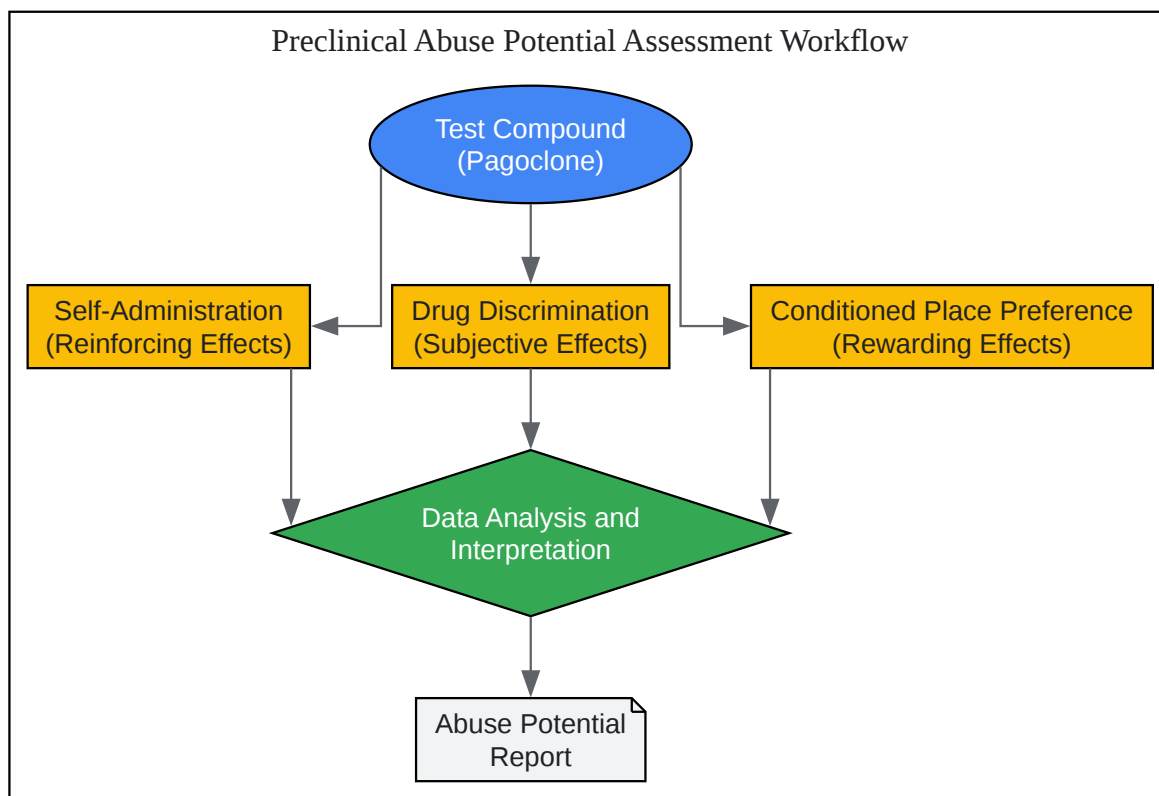 Preclinical Abuse Potential Assessment Workflow
Test Compound
(Pagoclone)
Self-Administration
(Reinforcing Effects)
Drug Discrimination
(Subjective Effects)
Conditioned Place Preference
(Rewarding Effects)
Data Analysis and
Interpretation
Abuse Potential
Report